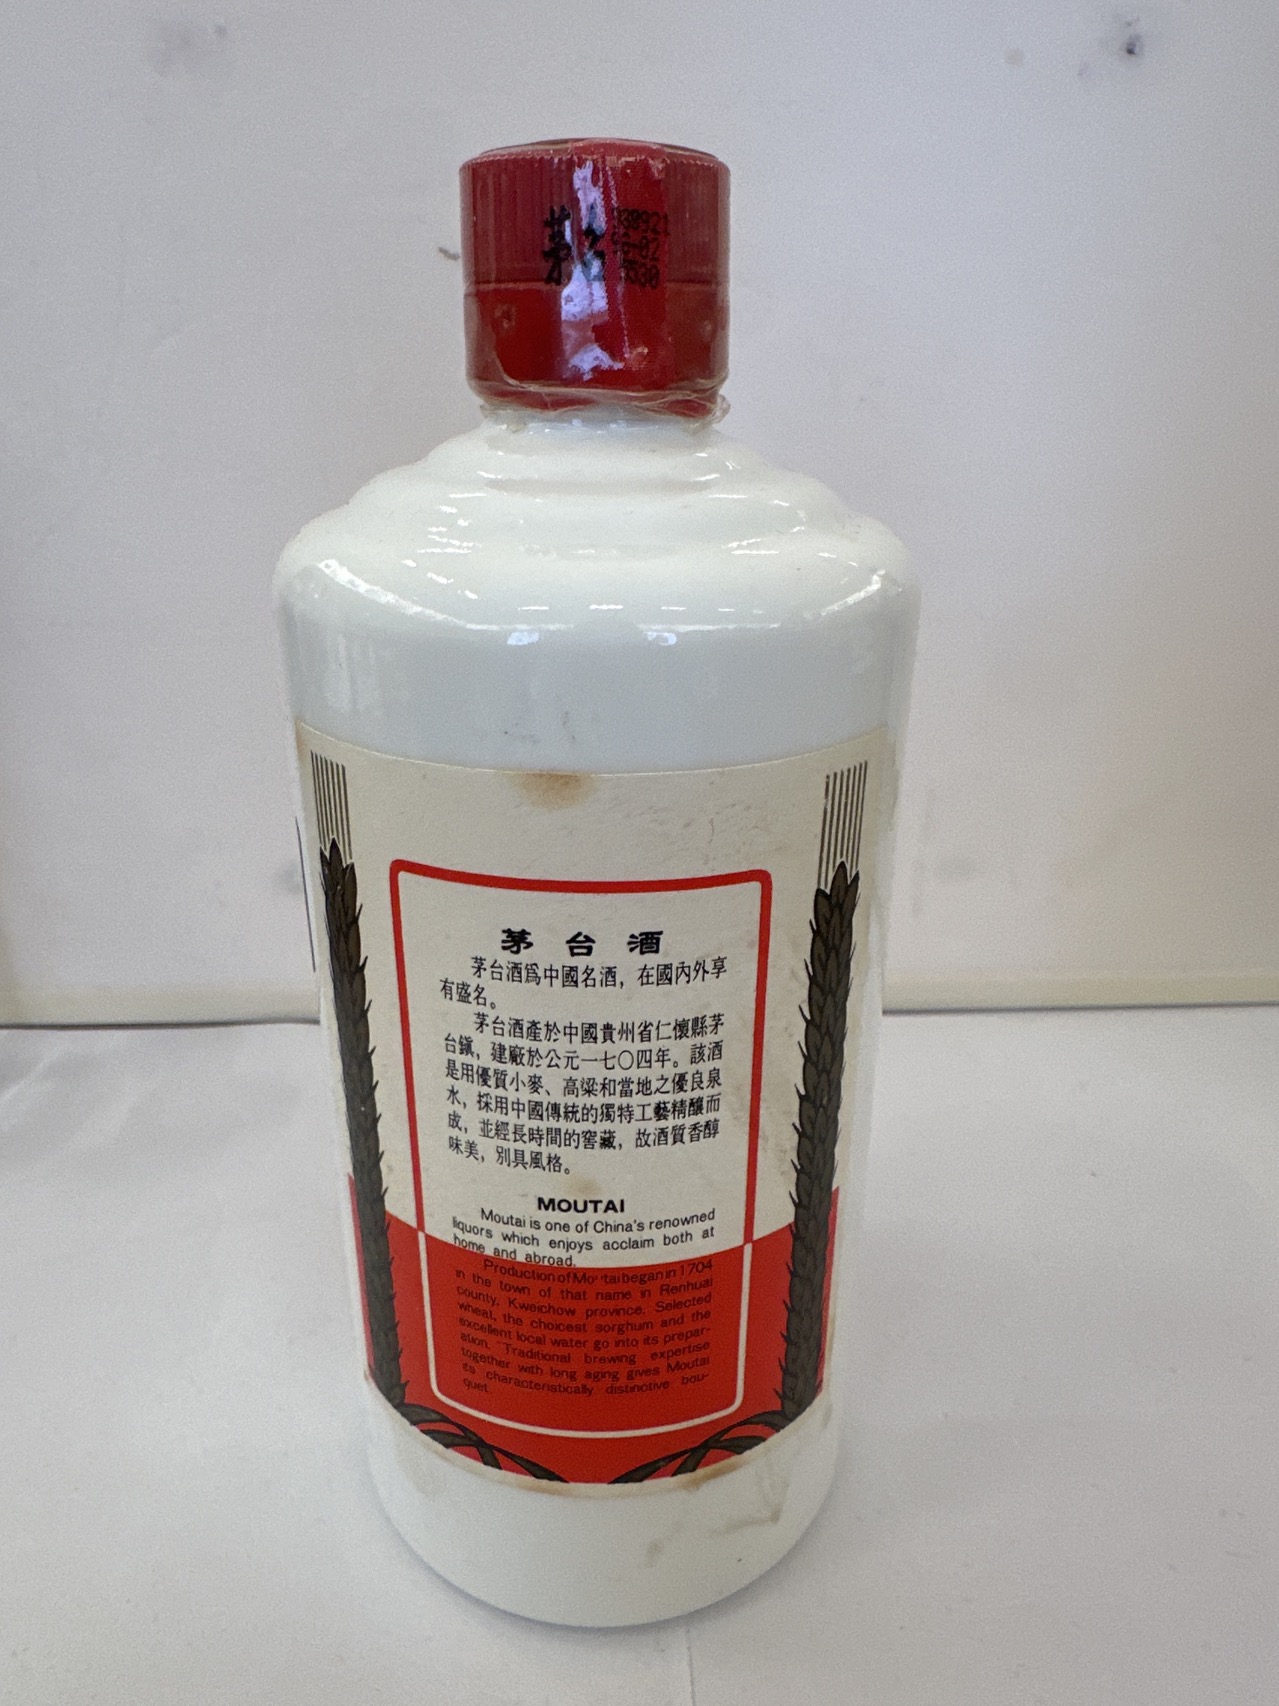 茅台
茅台酒
茅台酒爲中國名酒，在國內外享
有盛名。
茅台酒產於中國貴州省仁懷縣茅
台鎭，建廠於公元一七〇四年。該酒
是用優質小麥、高粱和當地之優良泉
水，採用中國傳統的獨特工藝精釀而
成，並經長時間的窖藏，故酒質香醇
味美，別具風格。
MOUTAI
Moutai is one of China's renowned
liquors which enjoys acclaim both at
home and abroad.
Production of Moutai began in 1704
in the town of that name in Renhuai
county, Kweichow province. Selected
wheat, the choicest sorghum and the
excellent local water go into its prepar-
ation. Traditional brewing expertise
together with long aging gives Moutai
its characteristically distinctive bou-
quet.